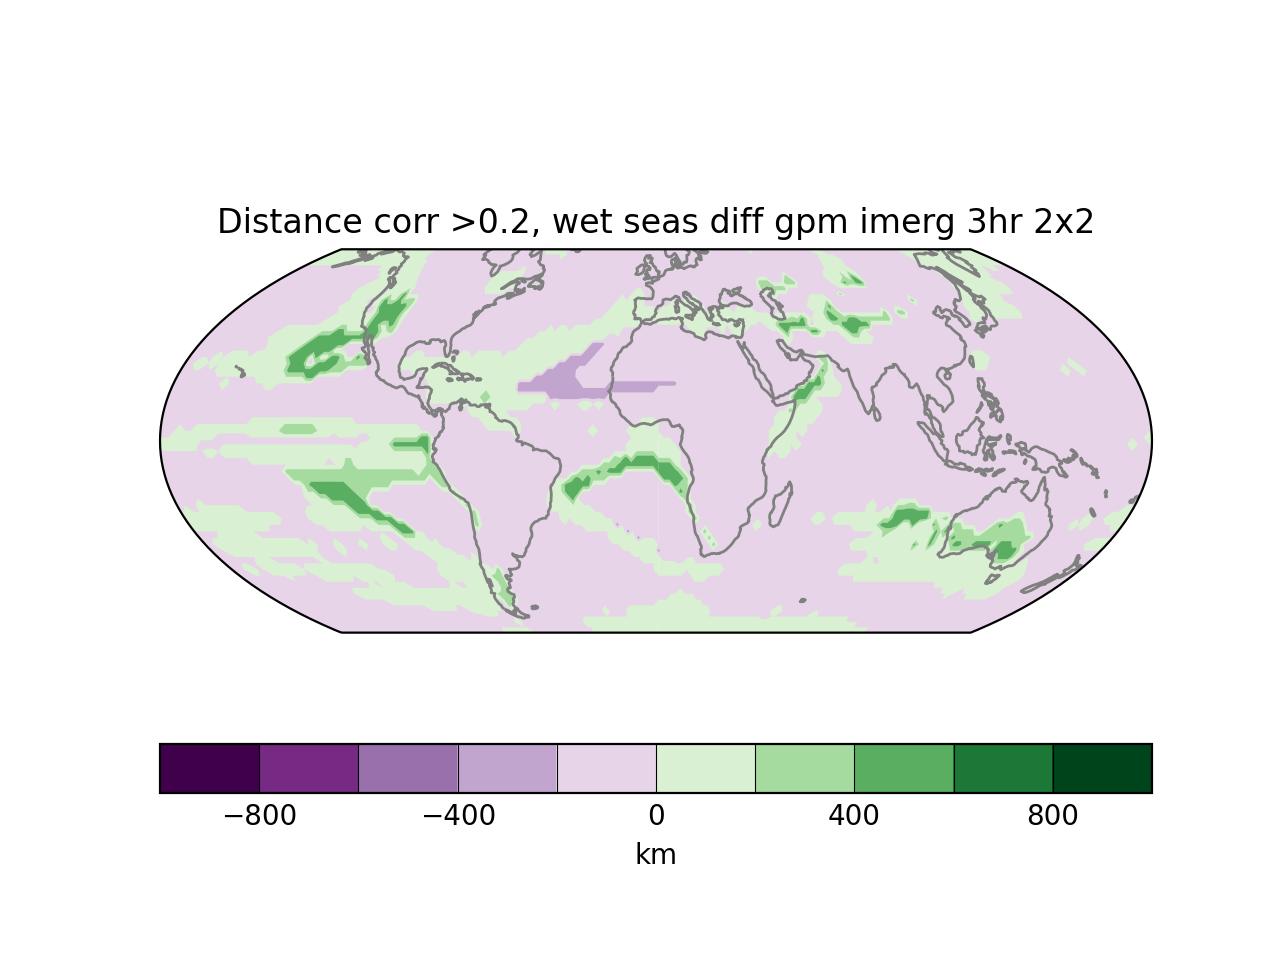 Distance corr >0.2, wet seas diff gpm imerg 3hr 2x2
−800 −400 0 400 800
km